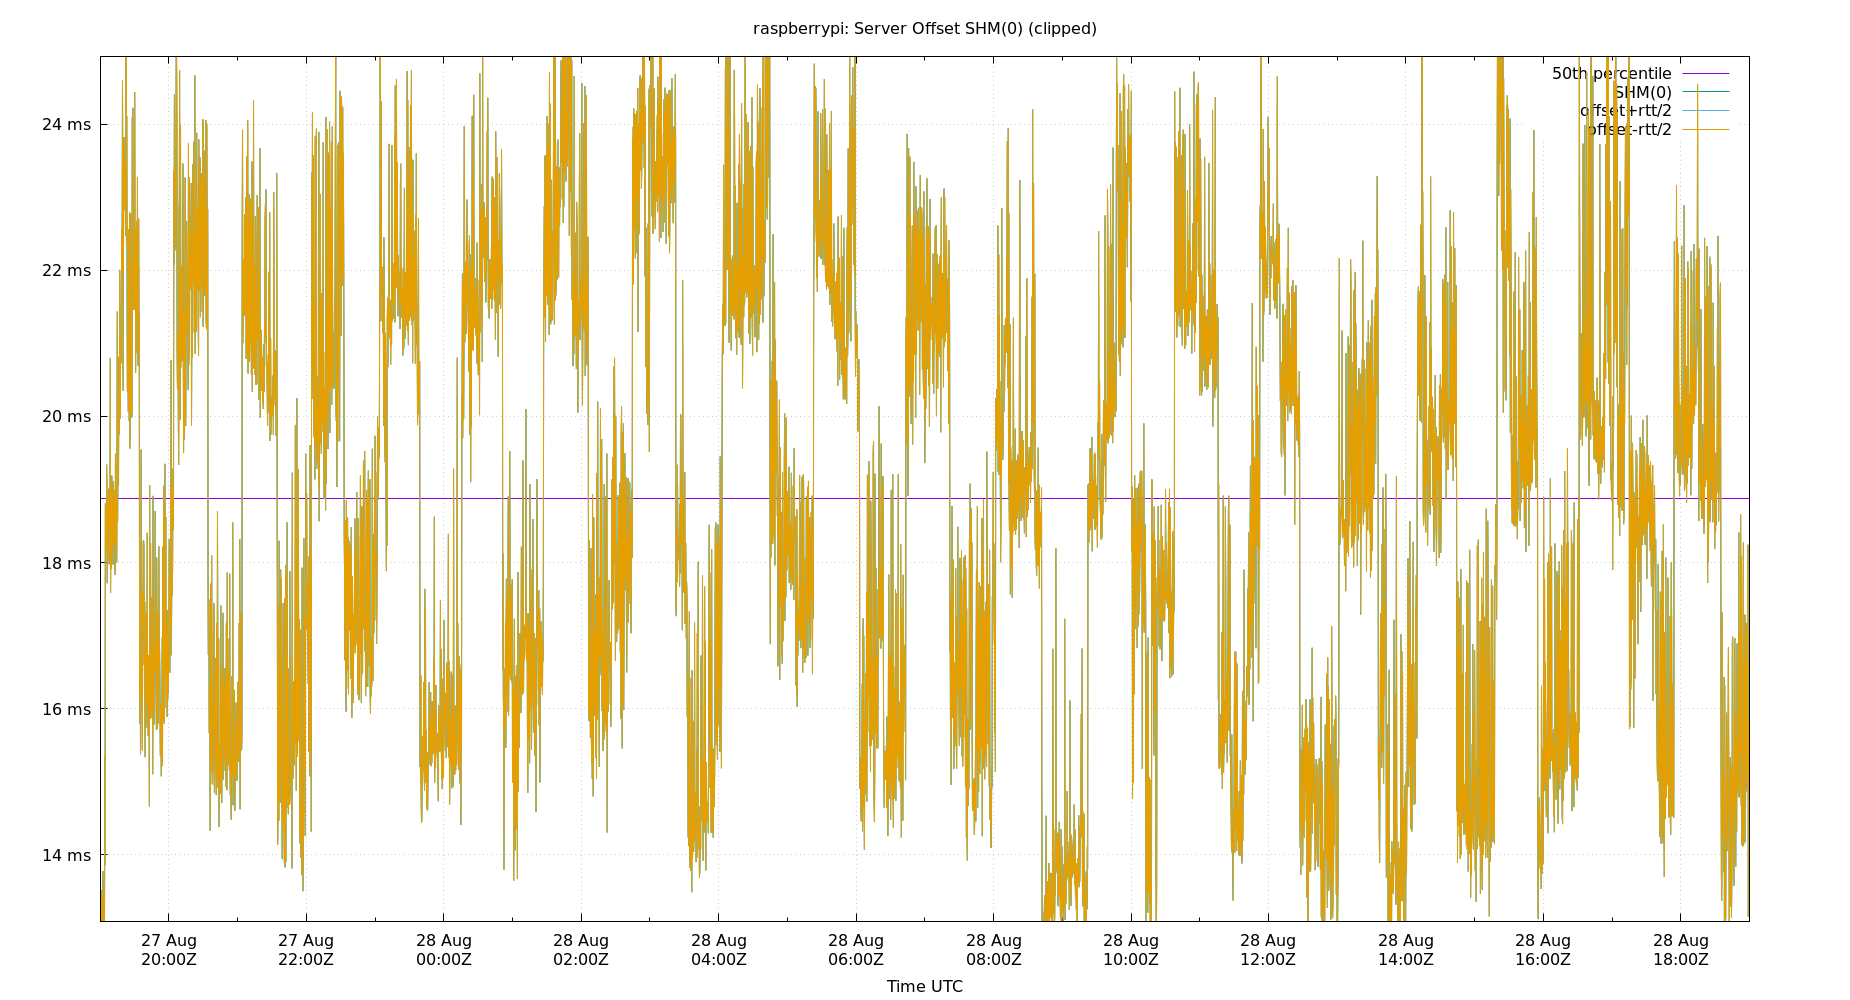 raspberrypi: Server Offset SHM(0) (clipped)
50th percentile
SHM(0)
offset+rtt/2
offset-rtt/2
24 ms
22 ms
20 ms
18 ms
16 ms
14 ms
27 Aug 27 Aug 28 Aug 28 Aug 28 Aug 28 Aug 28 Aug 28 Aug 28 Aug 28 Aug 28 Aug 28 Aug
20:00Z 22:00Z 00:00Z 02:00Z 04:00Z 06:00Z 08:00Z 10:00Z 12:00Z 14:00Z 16:00Z 18:00Z
Time UTC